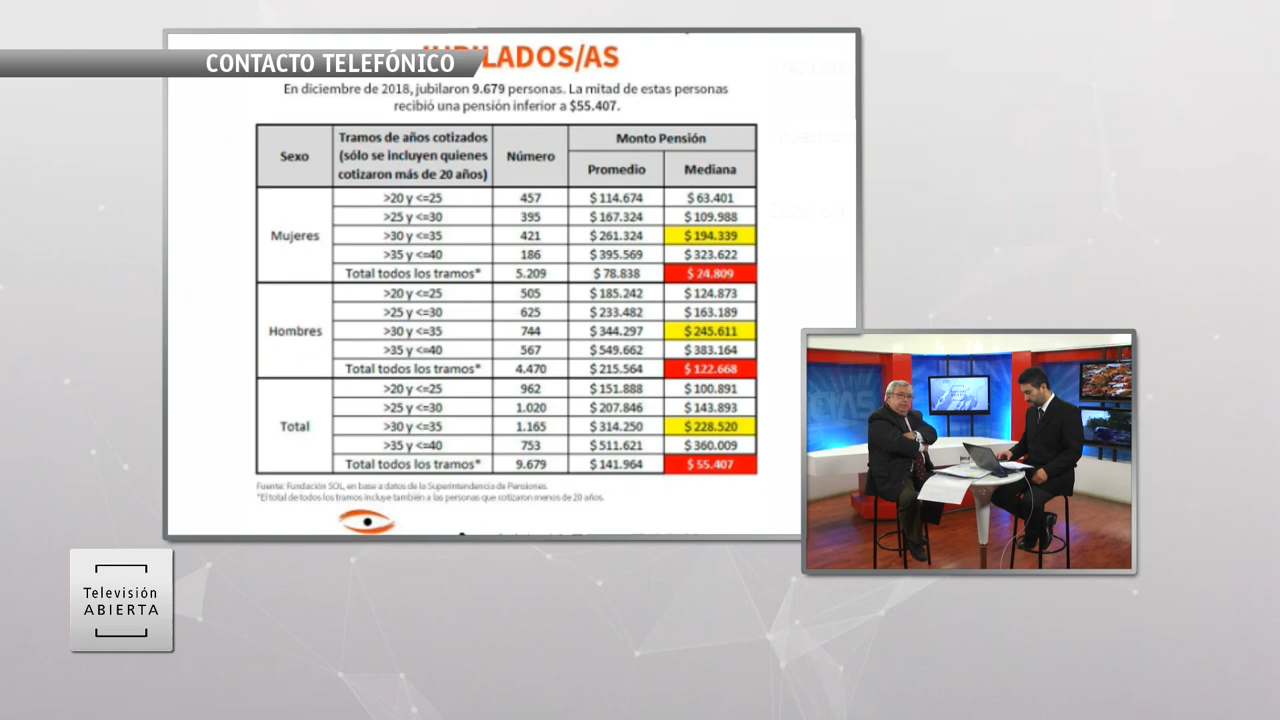 CONTACTO TELEFÓNICO
LADOS/AS
En diciembre de 2018, jubilaron 9.679 personas. La mitad de estas personas
recibió una pensión inferior a $55.407.
Sexo Tramos de años cotizados (sólo se incluyen quienes cotizaron más de 20 años) Número Monto Pensión
Promedio Mediana
Mujeres
>20 y <=25 457 $ 114.674 $ 63.401
>25 y <=30 395 $ 167.324 $ 109.988
>30 y <=35 421 $ 261.324 $ 194.339
>35 y <=40 186 $ 395.569 $ 323.622
Total todos los tramos* 5.209 $ 78.838 $ 24.809
Hombres
>20 y <=25 505 $ 185.242 $ 124.873
>25 y <=30 625 $ 233.482 $ 163.189
>30 y <=35 744 $ 344.297 $ 245.611
>35 y <=40 567 $ 549.662 $ 383.164
Total todos los tramos* 4.470 $ 215.564 $ 122.668
Total
>20 y <=25 962 $ 151.888 $ 100.891
>25 y <=30 1.020 $ 207.846 $ 143.893
>30 y <=35 1.165 $ 314.250 $ 228.520
>35 y <=40 753 $ 511.621 $ 360.009
Total todos los tramos* 9.679 $ 141.964 $ 55.407
Fuente: Fundación SOL, en base a datos de la Superintendencia de Pensiones.
*El total de todos los tramos incluye también a las personas que cotizaron menos de 20 años.
Televisión
ABIERTA